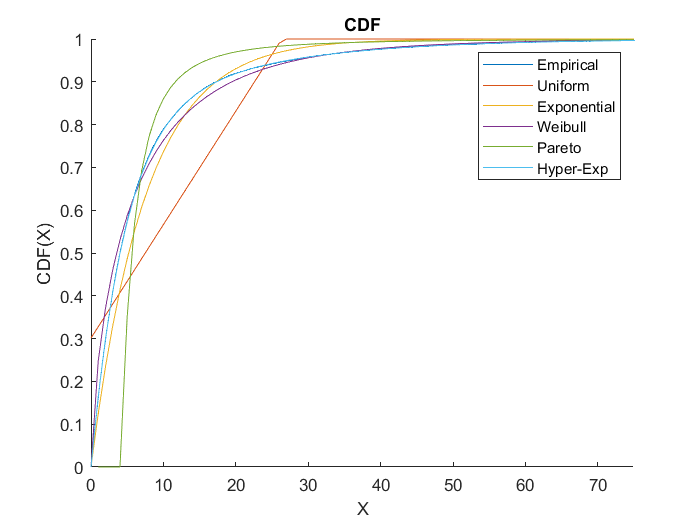 CDF
1
0.9
0.8
0.7
0.6
0.5
0.4
0.3
0.2
0.1
0
CDF(X)
Empirical
Uniform
Exponential
Weibull
Pareto
Hyper-Exp
0 10 20 30 40 50 60 70
X